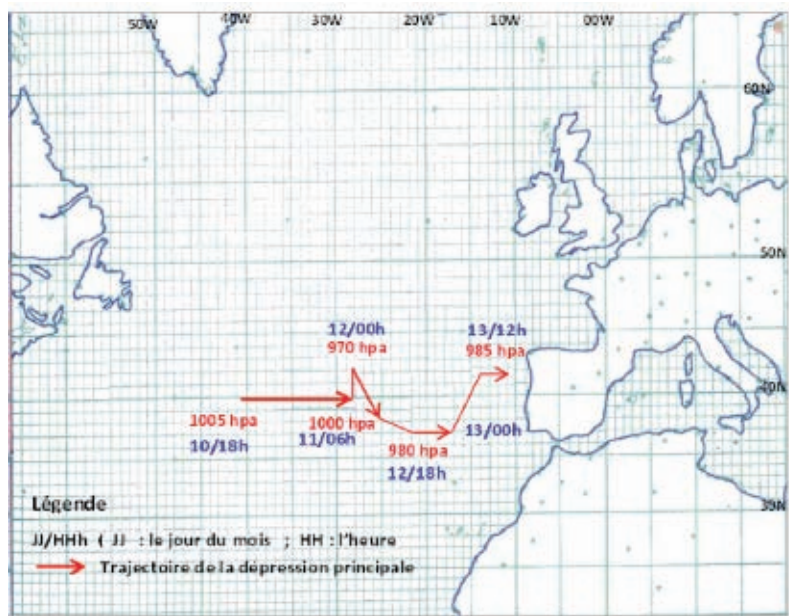 50W 40W 30W 20W 10W 00W
60N
50N
12/00h 13/12h
970 hpa 985 hpa
40N
1005 hpa 1000 hpa 13/00h
10/18h 11/06h 980 hpa
12/18h
Légende
30N
JJ/HHh ( JJ : le jour du mois ; HH : l'heure
Trajectoire de la dépression principale